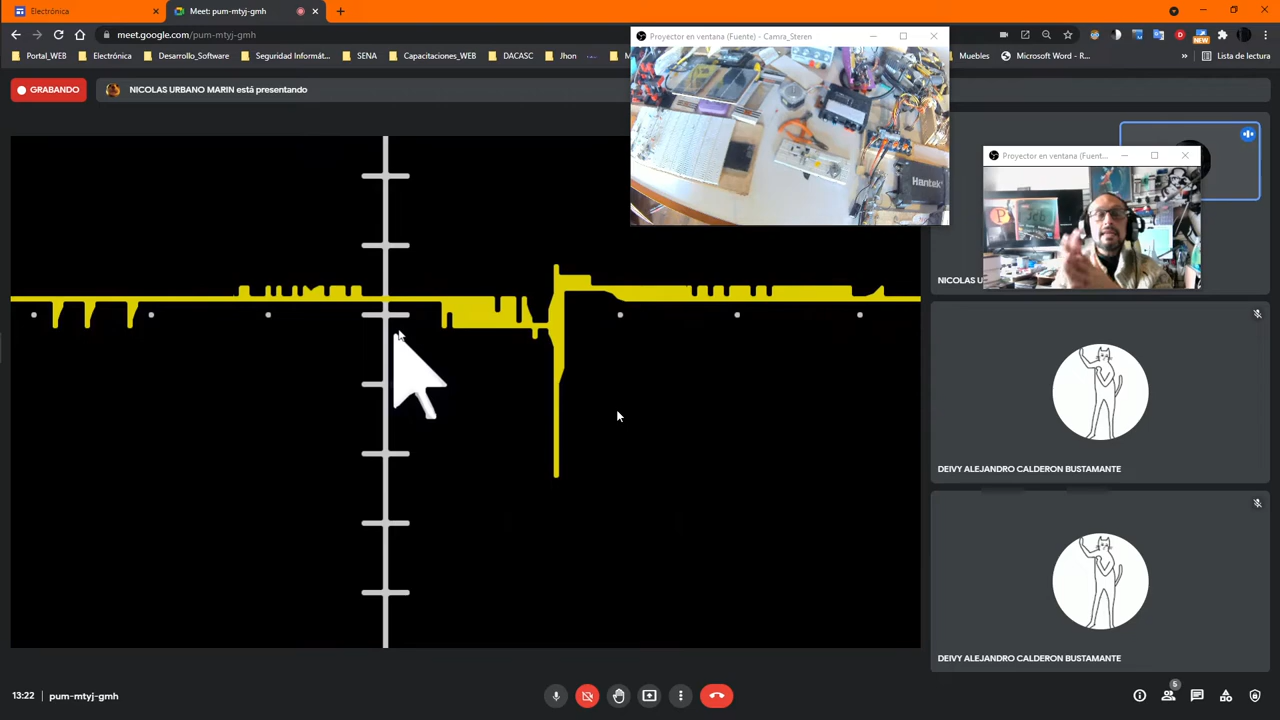 Electrónica
Meet: pum-mtyj-gmh
meet.google.com/pum-mtyj-gmh
NEW
Portal_WEB
Electrónica
Desarrollo_Software
Seguridad Informát...
SENA
Capacitaciones_WEB
DACASC
Jhon
M
Muebles
Microsoft Word - R...
»
Lista de lectura
GRABANDO
NICOLAS URBANO MARIN está presentando
Proyector en ventana (Fuente) - Camra_Steren
Hantek
Proyector en ventana (Fuent...
NICOLAS U
DEIVY ALEJANDRO CALDERON BUSTAMANTE
DEIVY ALEJANDRO CALDERON BUSTAMANTE
13:22
pum-mtyj-gmh
5